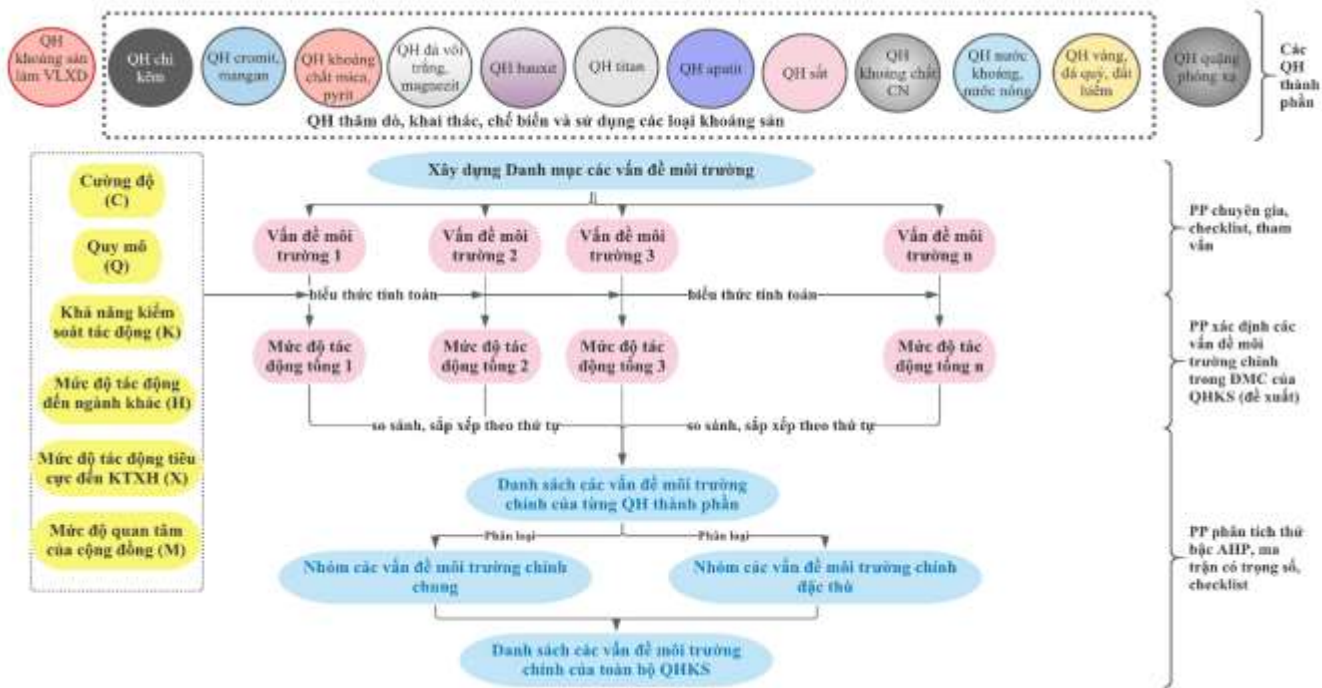 QH
khoáng sản
làm VLXD
QH chì
kẽm
QH cromit,
mangan
QH khoáng
chất mica,
pyrit
QH đá vôi
trắng,
magnezit
QH bauxit
QH titan
QH apatit
QH sắt
QH
khoáng chất
CN
QH nước
khoáng,
nước nóng
QH vàng,
đá quý, đất
hiếm
QH quặng
phóng xạ
Các
QH
thành
phần
QH thăm dò, khai thác, chế biến và sử dụng các loại khoáng sản
Cường độ
(C)
Quy mô
(Q)
Khả năng kiểm
soát tác động (K)
Mức độ tác động
đến ngành khác (H)
Mức độ tác động tiêu
cực đến KTXH (X)
Mức độ quan tâm
của cộng đồng (M)
Xây dựng Danh mục các vấn đề môi trường
Vấn đề môi
trường 1
Vấn đề môi
trường 2
Vấn đề môi
trường 3
Vấn đề môi
trường n
biểu thức tính toán
biểu thức tính toán
Mức độ tác
động tổng 1
Mức độ tác
động tổng 2
Mức độ tác
động tổng 3
Mức độ tác
động tổng n
so sánh, sắp xếp theo thứ tự
so sánh, sắp xếp theo thứ tự
Danh sách các vấn đề môi trường
chính của từng QH thành phần
Phân loại
Phân loại
Nhóm các vấn đề môi trường chính
chung
Nhóm các vấn đề môi trường chính
đặc thù
Danh sách các vấn đề môi trường
chính của toàn bộ QHKS
PP chuyên gia,
checklist, tham
vấn
PP xác định các
vấn đề môi
trường chính
trong ĐMC của
QHKS (đề xuất)
PP phân tích thứ
bậc AHP, ma
trận có trọng số,
checklist